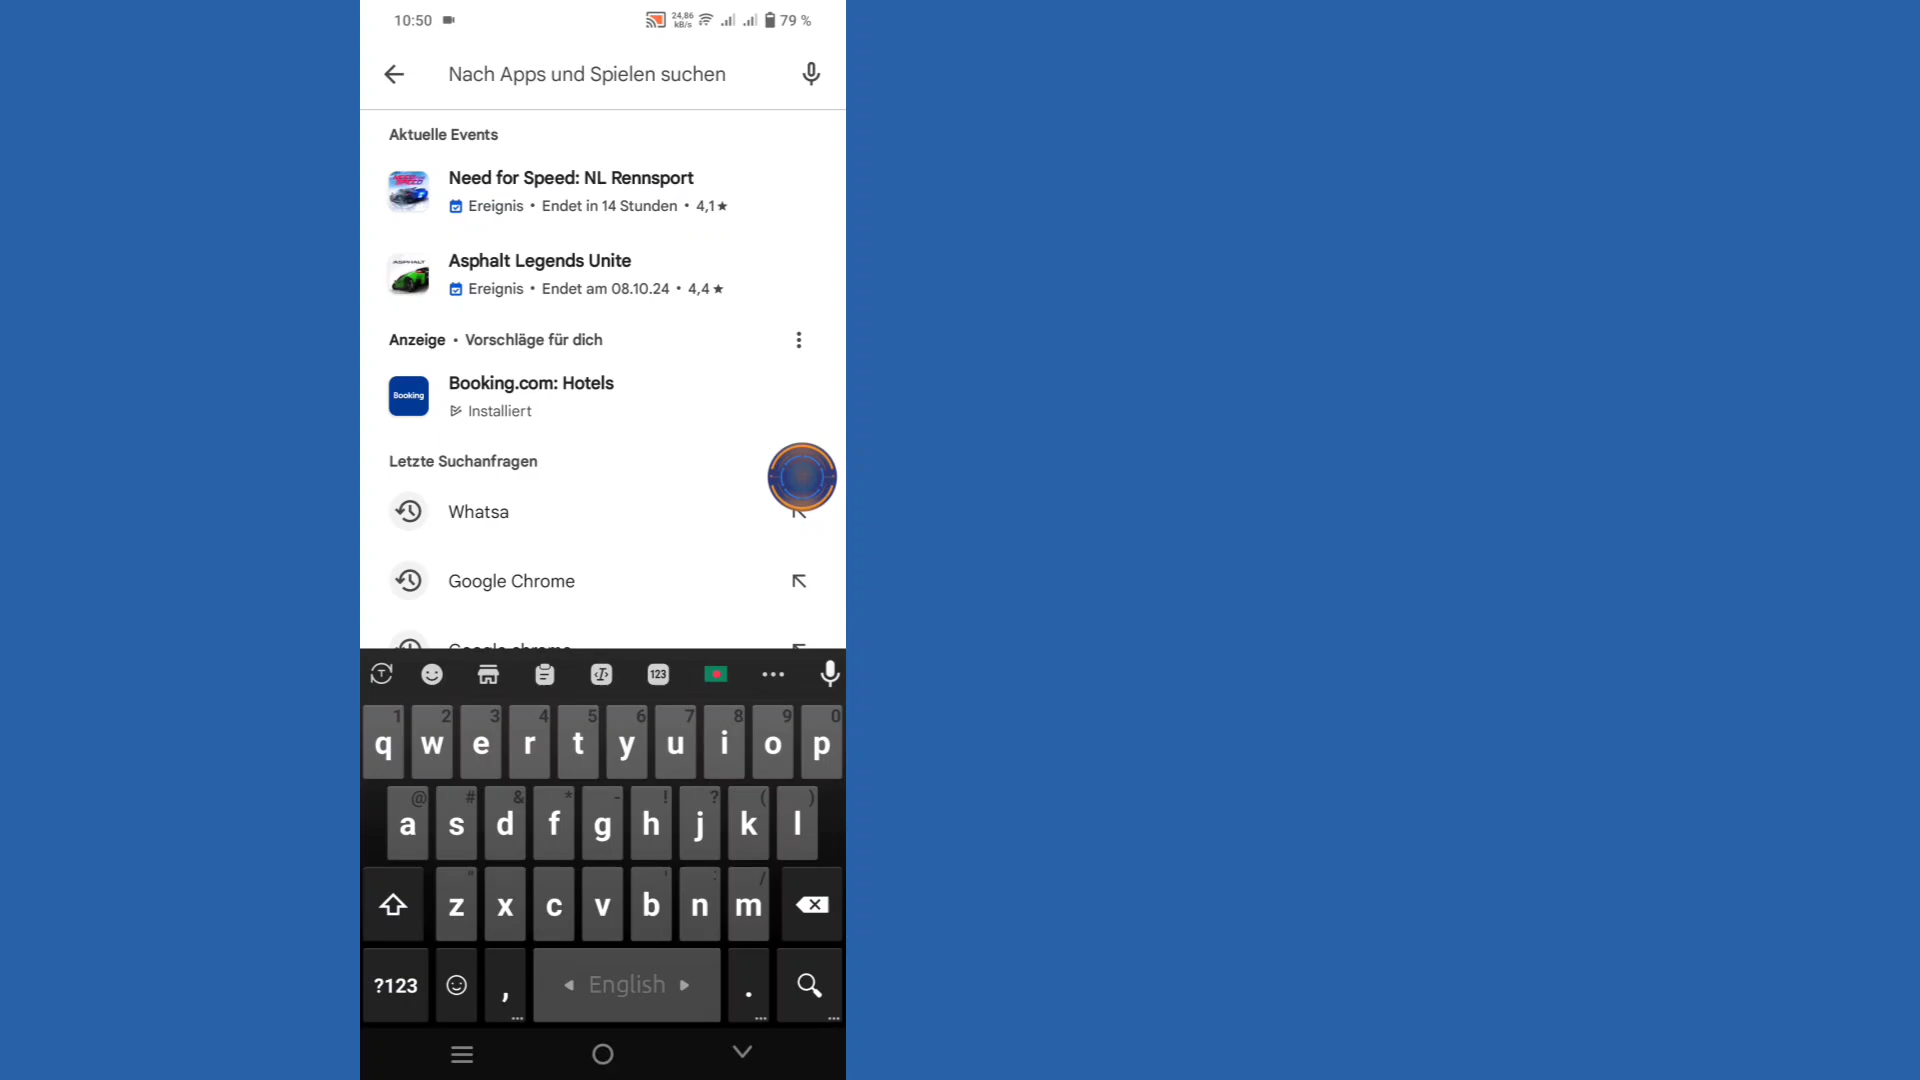 10:50
24,86
kB/s
79 %
Nach Apps und Spielen suchen
Aktuelle Events
Need for Speed: NL Rennsport
Ereignis • Endet in 14 Stunden • 4,1★
ASPHALT
Asphalt Legends Unite
Ereignis • Endet am 08.10.24 • 4,4★
Anzeige • Vorschläge für dich
Booking
Booking.com: Hotels
Installiert
Letzte Suchanfragen
Whatsa
Google Chrome
Google chrome
T
123
1 2 3 4 5 6 7 8 9 0
q w e r t y u i o p
@ # & * - ! ? ( )
a s d f g h j k l
" ' : /
z x c v b n m
?123 , English .